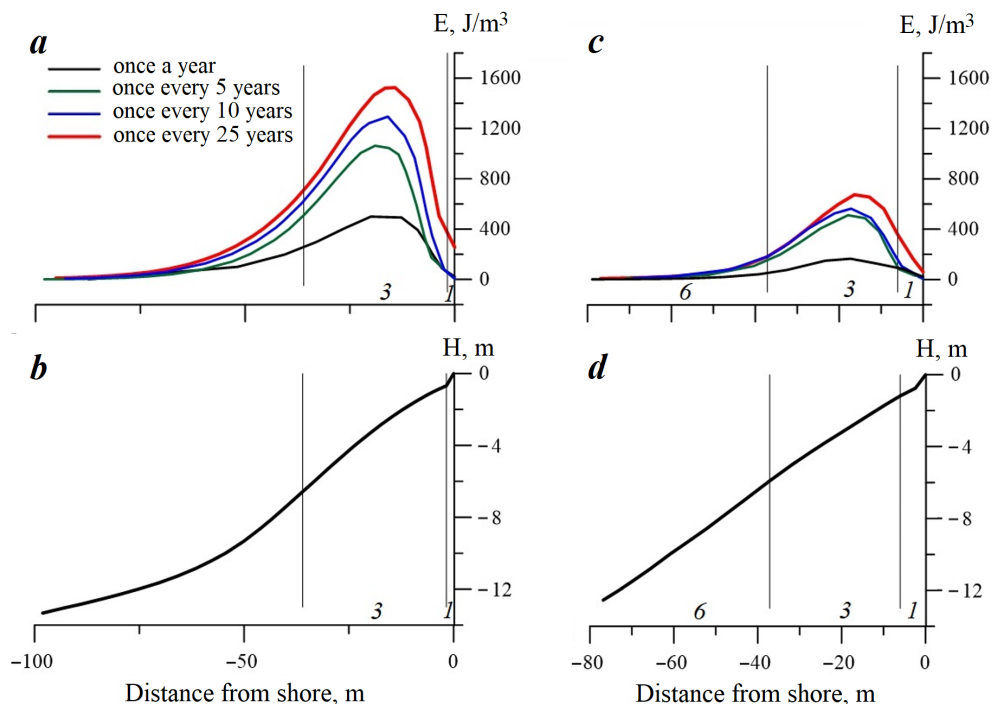 a
E, J/m³
once a year
once every 5 years
once every 10 years
once every 25 years
1600
1200
800
400
0
3
1
c
E, J/m³
1600
1200
800
400
0
6
3
1
b
H, m
0
−4
−8
−12
3
1
−100
−50
0
Distance from shore, m
d
H, m
0
−4
−8
−12
6
3
1
−80
−60
−40
−20
0
Distance from shore, m